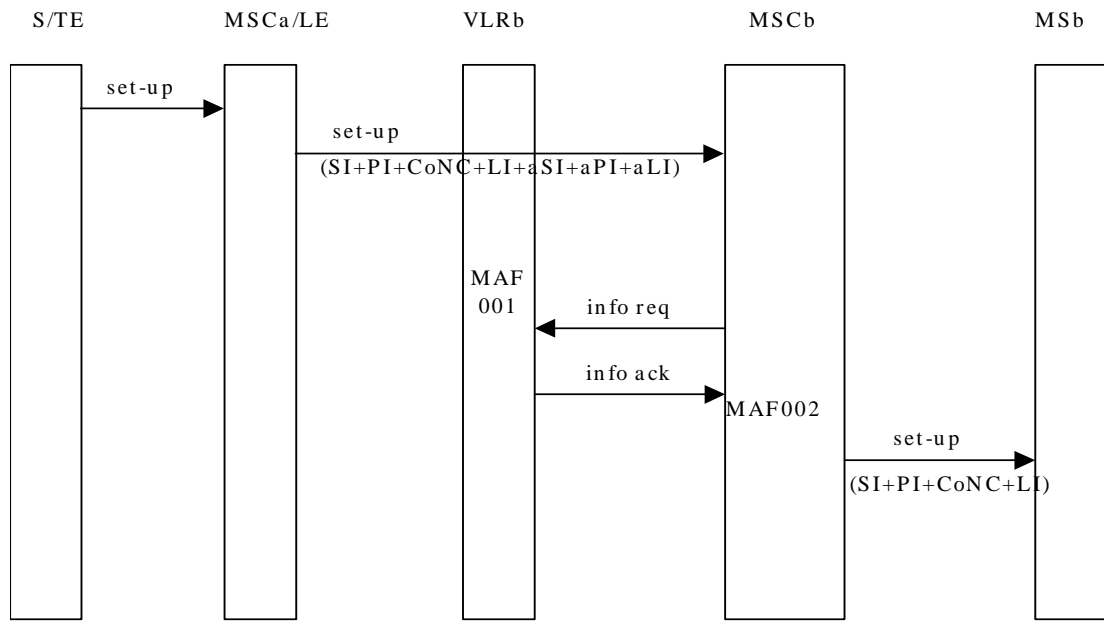 S/TE MSCa/LE VLRb MSCb MSb
set-up
set-up
(SI+PI+CoNC+LI+aSI+aPI+aLI)
MAF
001
info req
info ack
MAF002
set-up
(SI+PI+CoNC+LI)